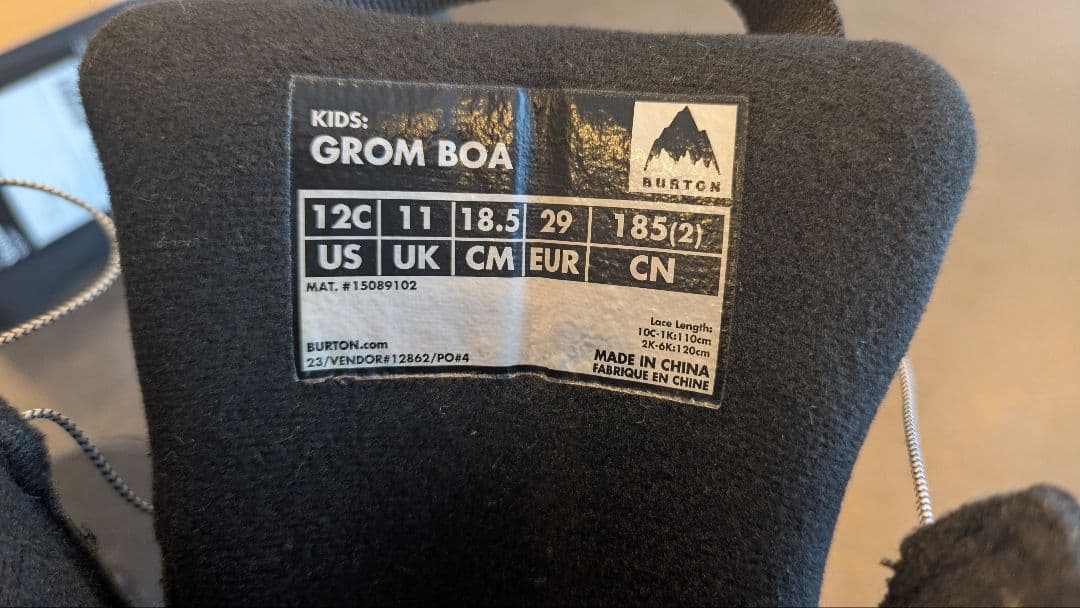 KIDS:
GROM BOA
BURTON
12C 11 18.5 29 185(2)
US UK CM EUR CN
MAT. #15089102
Lace Length:
10C-1K:110cm
2K-6K:120cm
BURTON.com
23/VENDOR#12862/PO#4
MADE IN CHINA
FABRIQUE EN CHINE